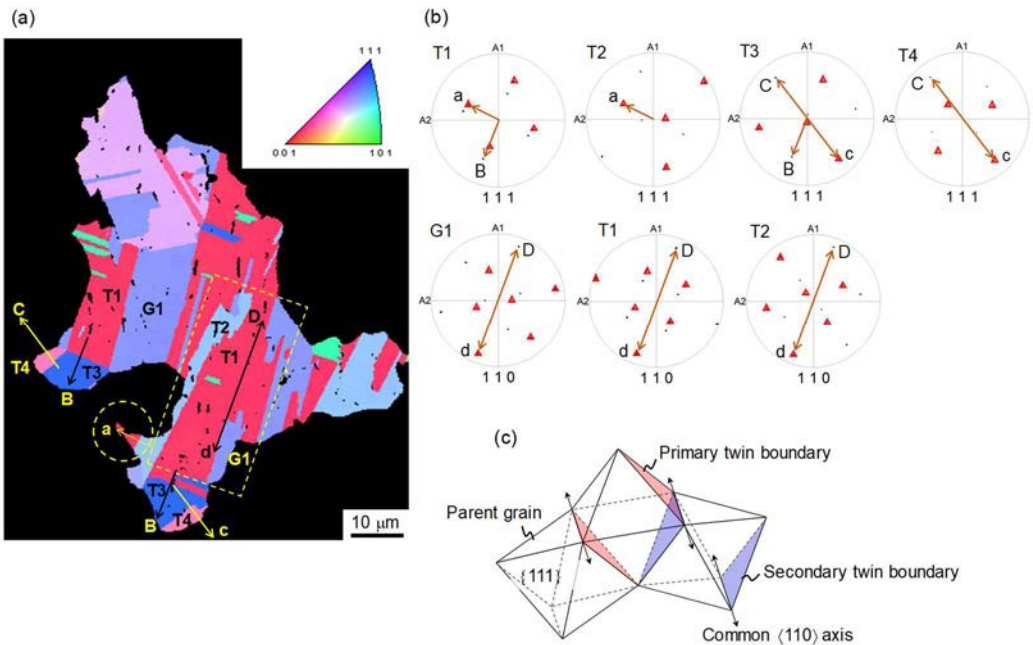 (a)
1 1 1
0 0 1
1 0 1
T1
G1
C
T4
T3
B
T2
D
T1
a
d
G1
T3
B
T4
c
10 μm
(b)
T1
A1
A2
a
B
1 1 1
T2
A1
A2
a
1 1 1
T3
A1
A2
C
B
c
1 1 1
T4
A1
A2
C
c
1 1 1
G1
A1
A2
D
d
1 1 0
T1
A1
A2
D
d
1 1 0
T2
A1
A2
D
d
1 1 0
(c)
Primary twin boundary
Parent grain
{111}
Secondary twin boundary
Common ⟨110⟩ axis